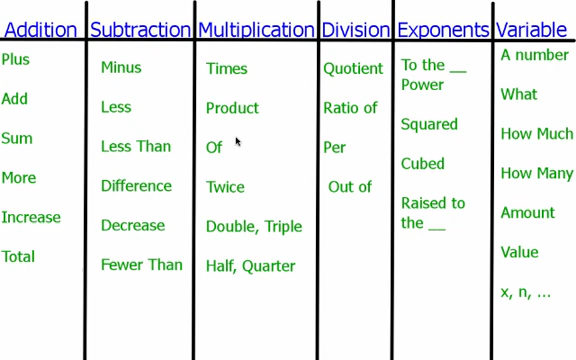 Addition Subtraction Multiplication Division Exponents Variable
Plus
Add
Sum
More
Increase
Total
Minus
Less
Less Than
Difference
Decrease
Fewer Than
Times
Product
Of
Twice
Double, Triple
Half, Quarter
Quotient
Ratio of
Per
Out of
To the __
Power
Squared
Cubed
Raised to
the __
A number
What
How Much
How Many
Amount
Value
x, n, ...